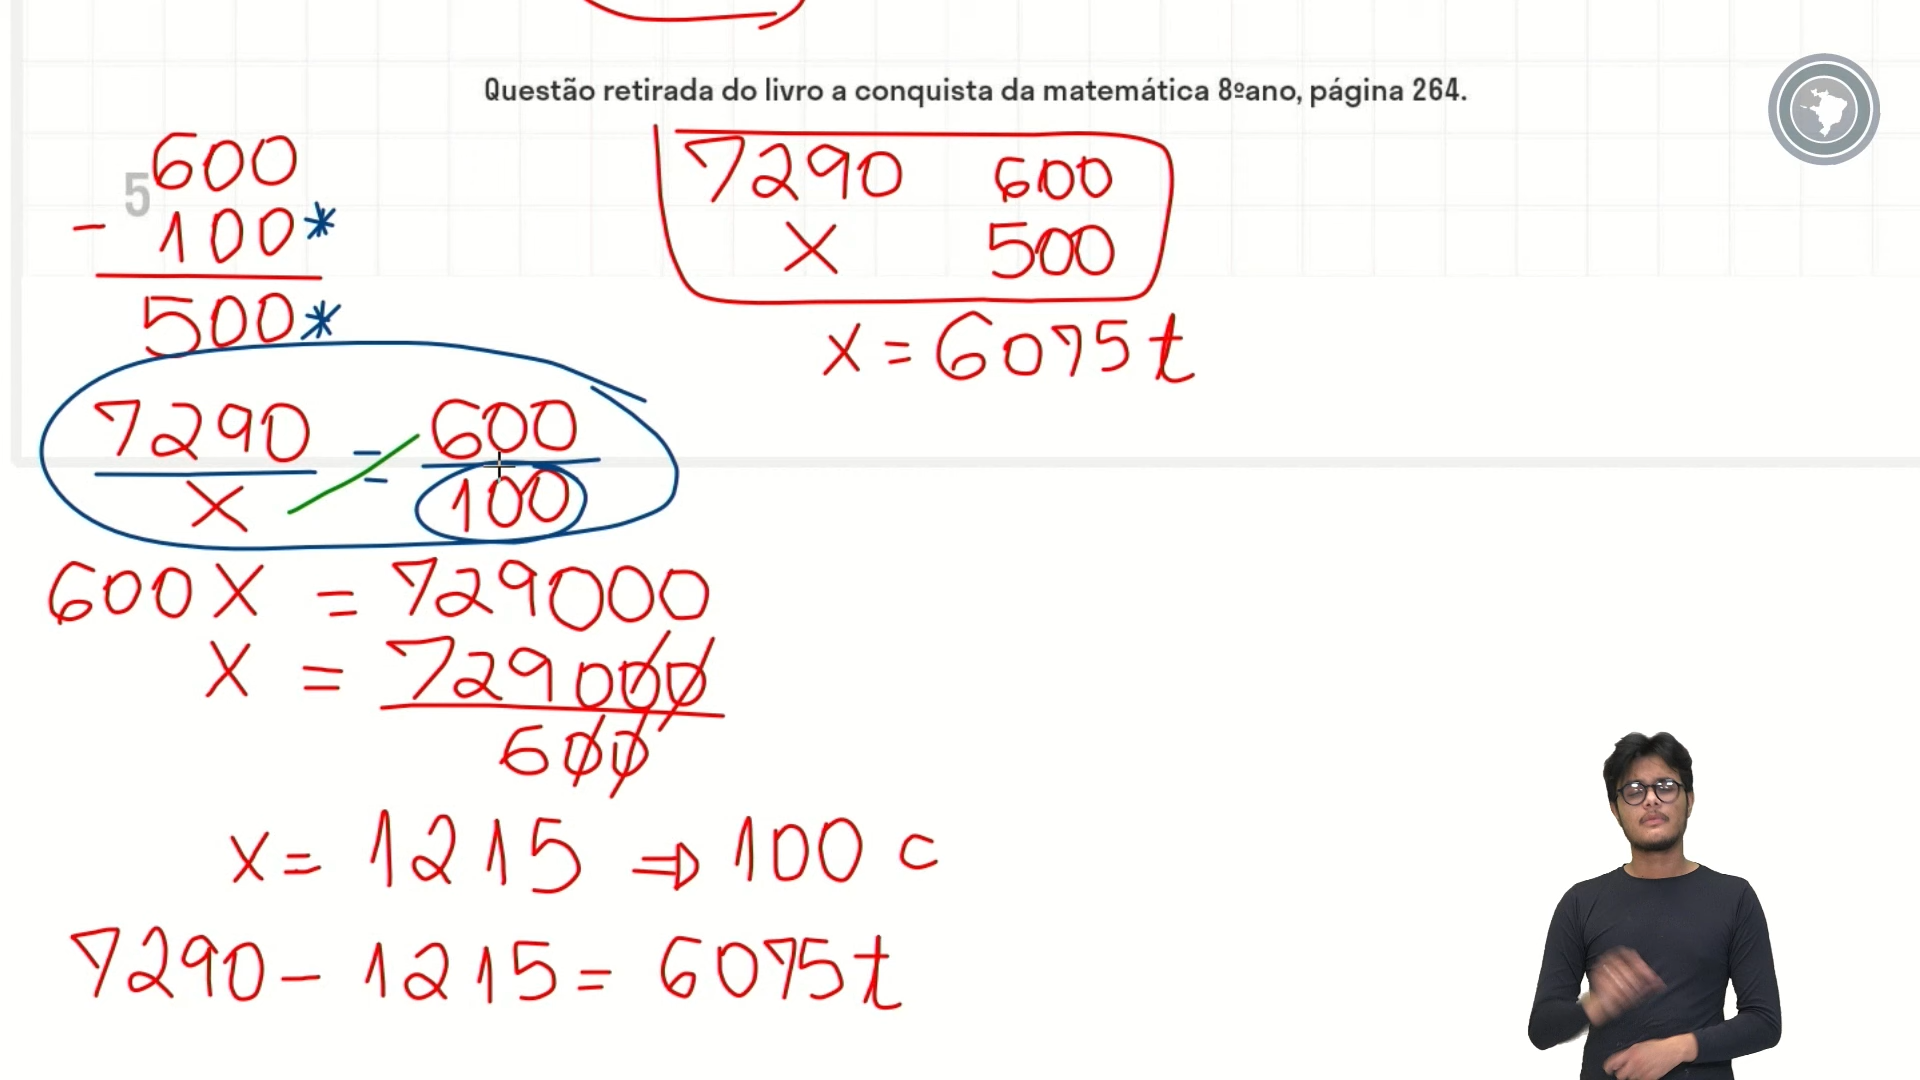 Questão retirada do livro a conquista da matemática 8ºano, página 264.
5
600
- 100*
500*
7290/x = 600/100
600x = 729000
x = 729000/600
x = 1215 ⇒ 100 c
7290 - 1215 = 6075t
7290 600
x 500
x = 6075t